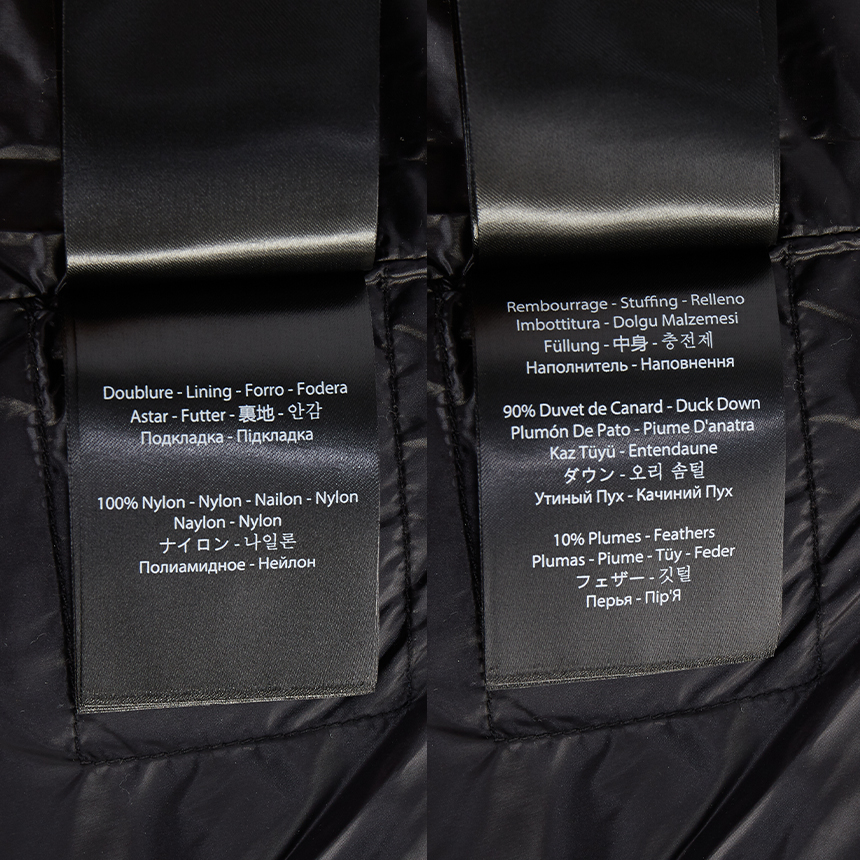 Doublure - Lining - Forro - Fodera
Astar - Futter - 裏地 - 안감
Подкладка - Підкладка
100% Nylon - Nylon - Nailon - Nylon
Naylon - Nylon
ナイロン - 나일론
Полиамидное - Нейлон
Rembourrage - Stuffing - Relleno
Imbottitura - Dolgu Malzemesi
Füllung - 中身 - 충전제
Наполнитель - Наповнення
90% Duvet de Canard - Duck Down
Plumón De Pato - Piume D'anatra
Kaz Tüyü - Entendaune
ダウン - 오리 솜털
Утиный Пух - Качиний Пух
10% Plumes - Feathers
Plumas - Piume - Tüy - Feder
フェザー - 깃털
Перья - Пір'Я